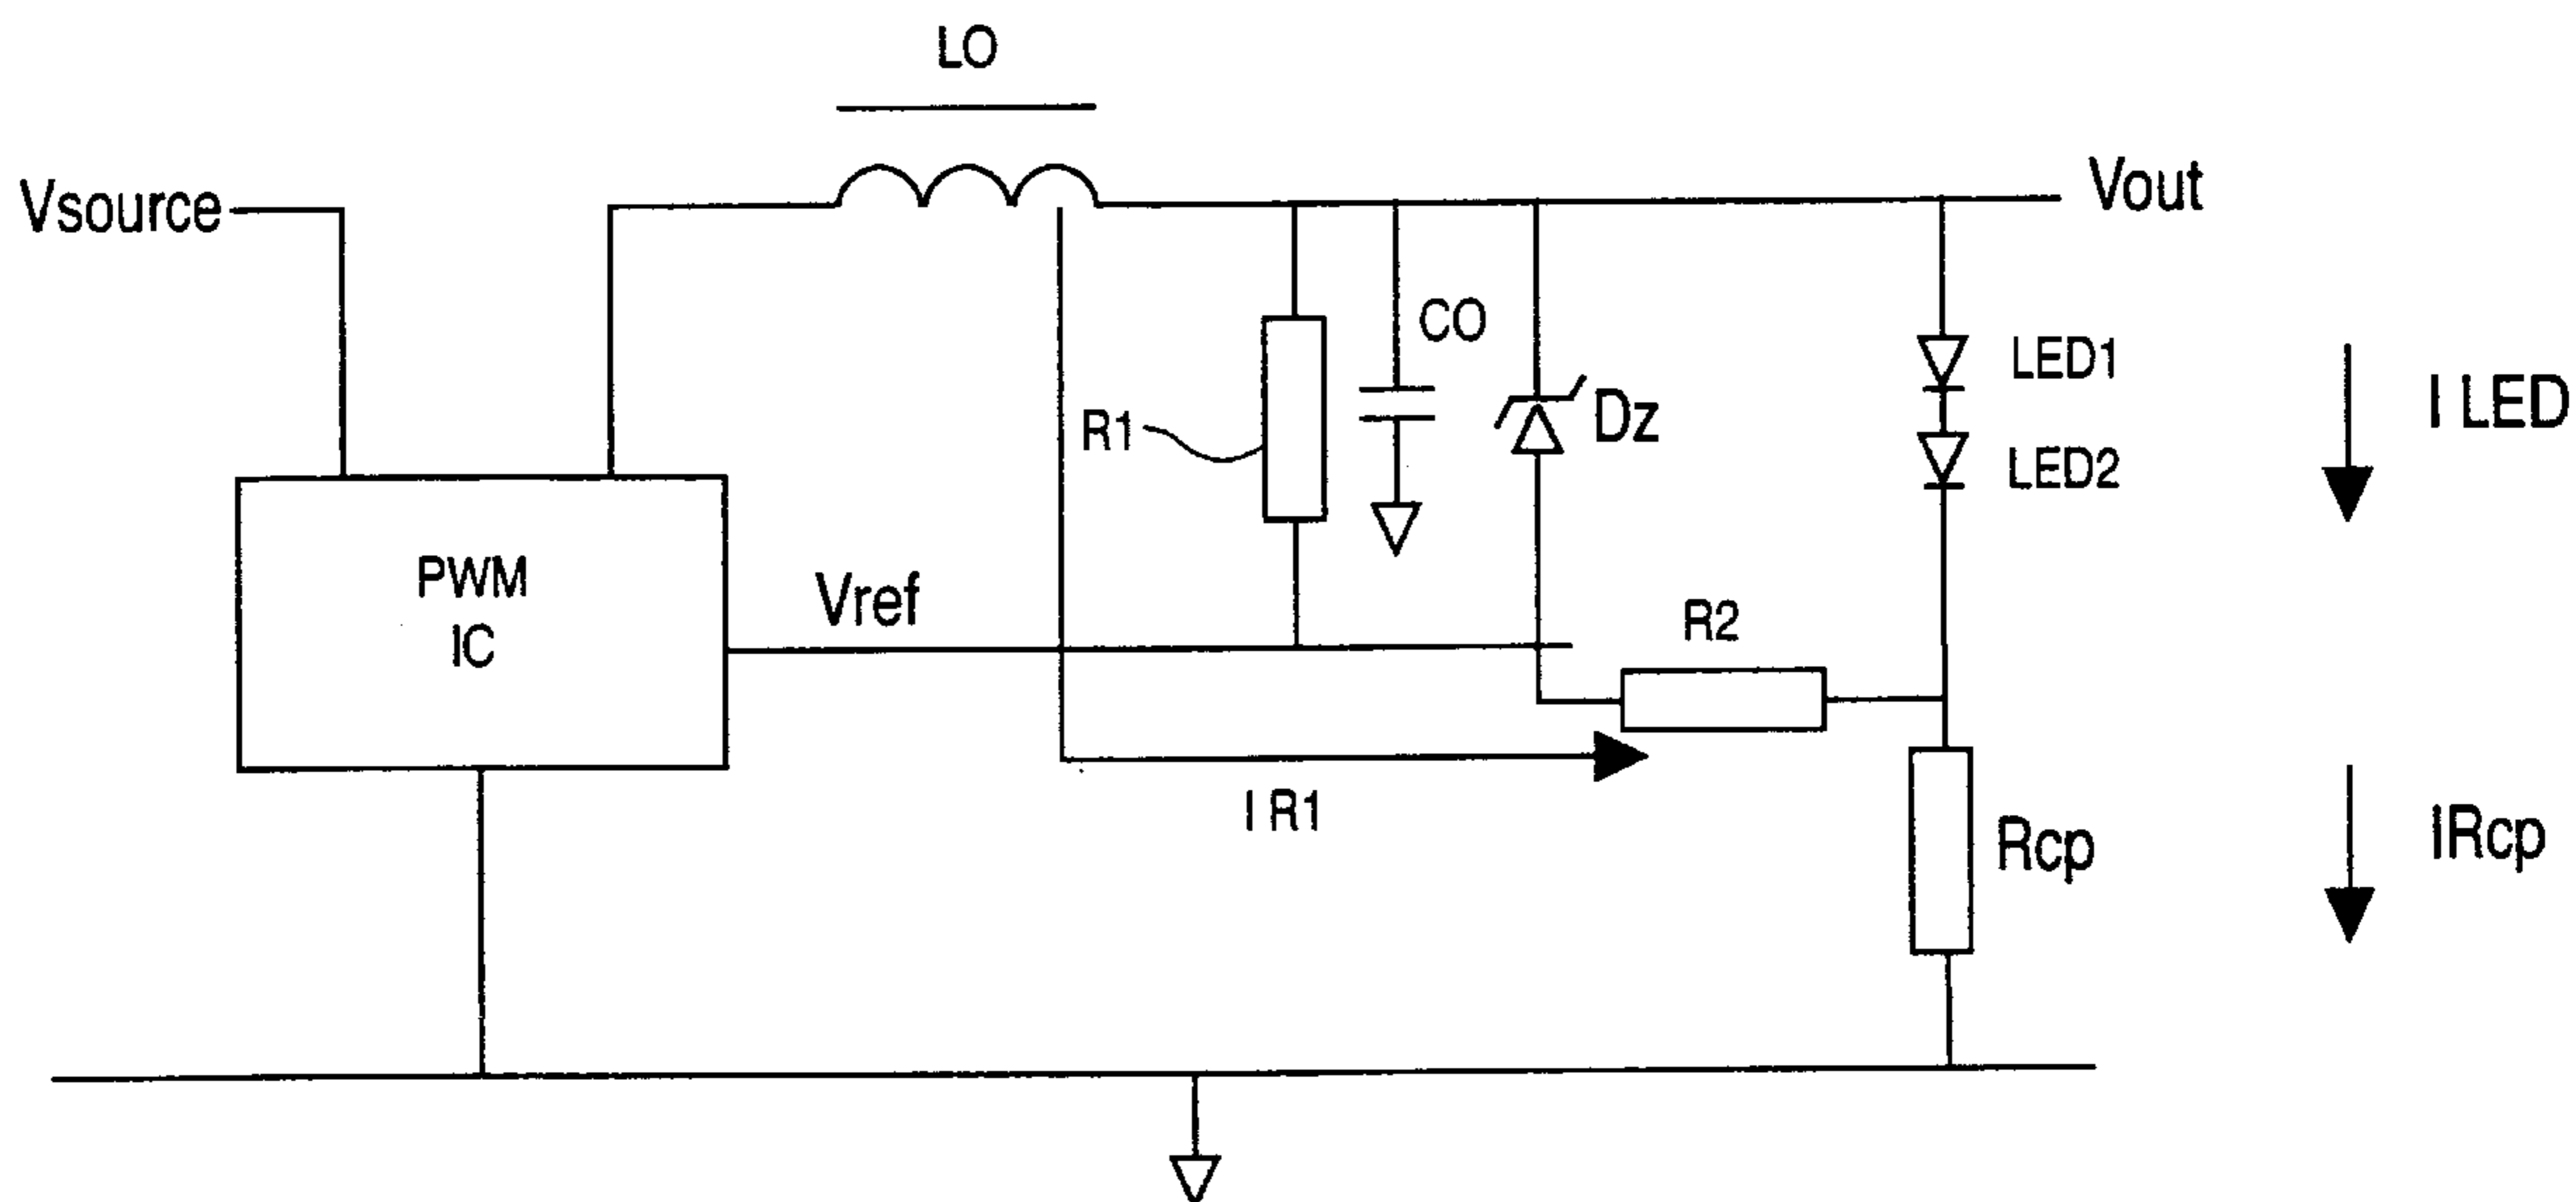 LO
Vsource
Vout
CO
LED1
I LED
R1
Dz
LED2
PWM
IC
Vref
R2
I R1
Rcp
IRcp